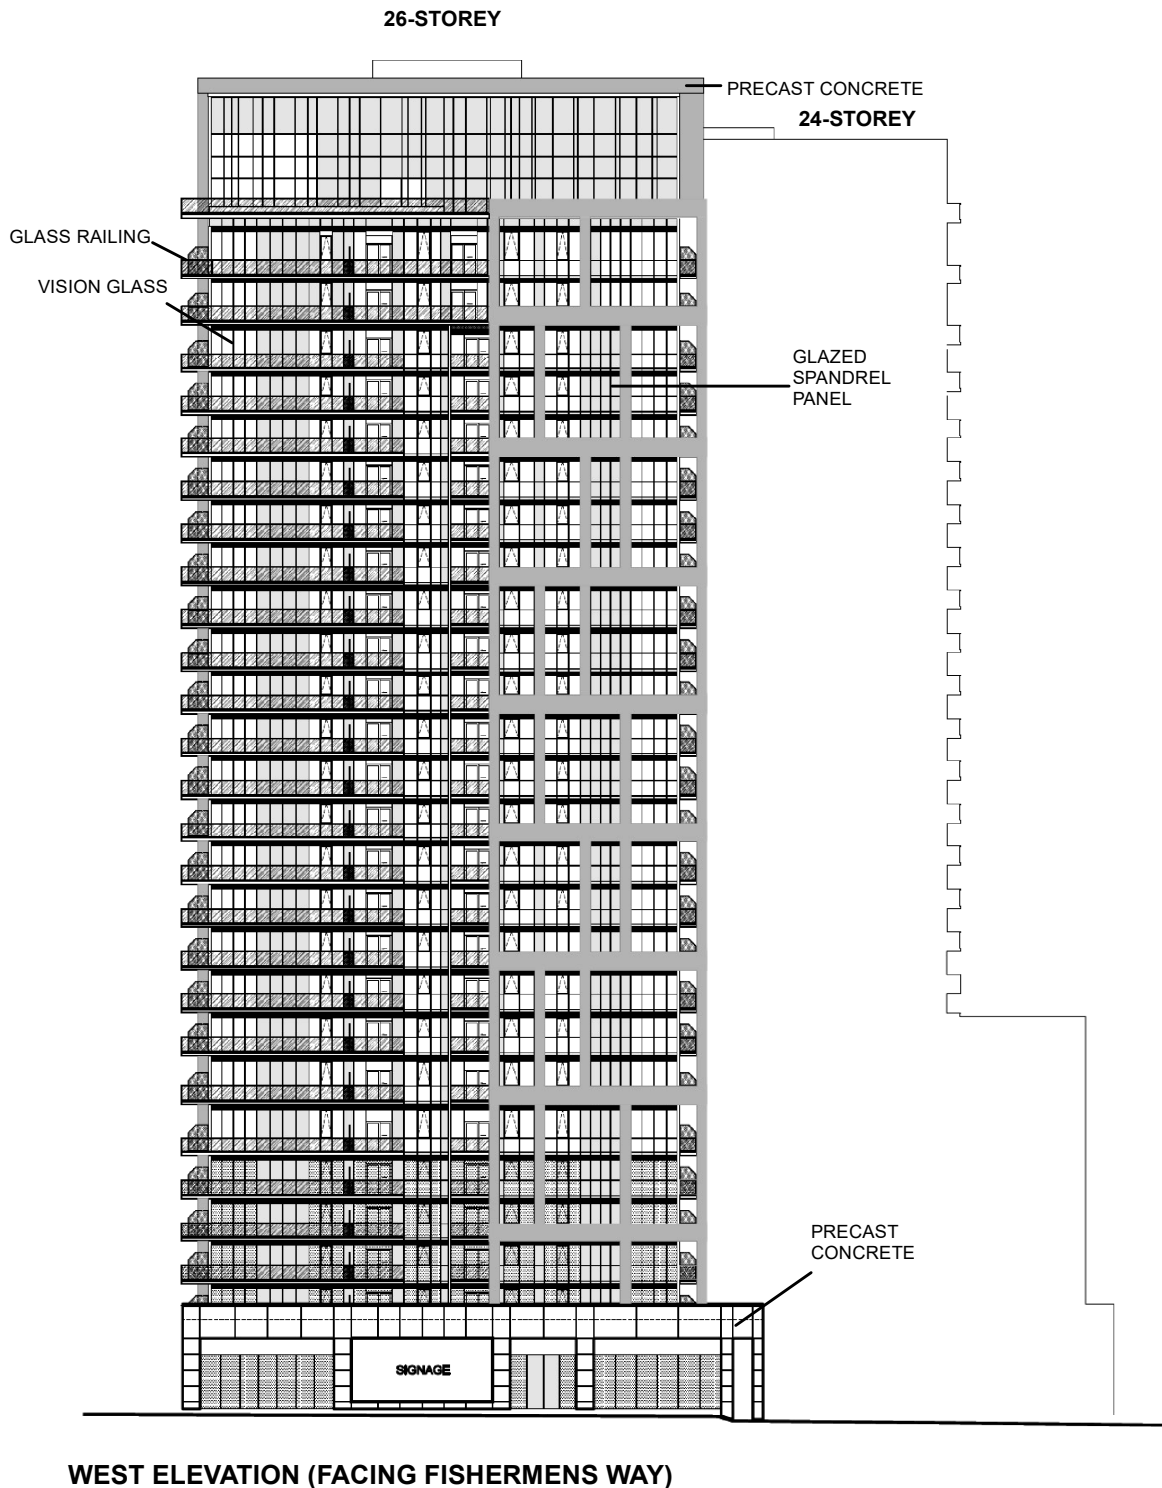 26-STOREY
PRECAST CONCRETE
24-STOREY
GLASS RAILING
VISION GLASS
GLAZED
SPANDREL
PANEL
PRECAST
CONCRETE
SIGNAGE
WEST ELEVATION (FACING FISHERMENS WAY)